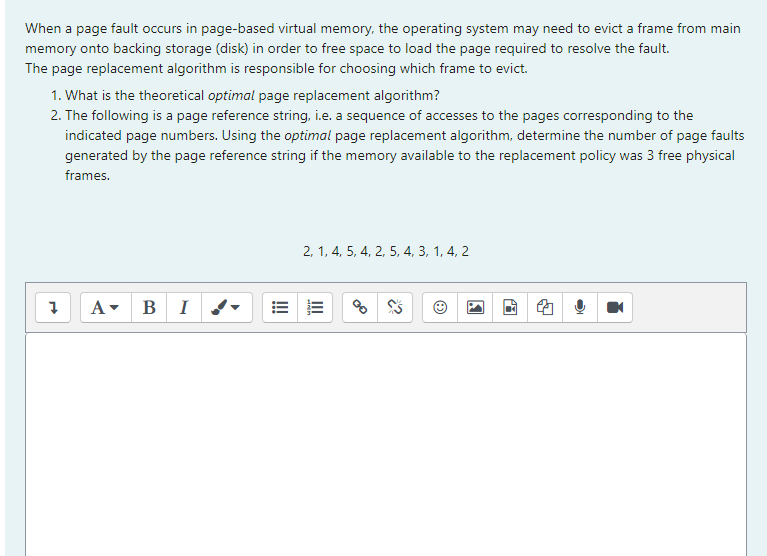 When a page fault occurs in page-based virtual memory, the operating system may need to evict a frame from main
memory onto backing storage (disk) in order to free space to load the page required to resolve the fault.
The page replacement algorithm is responsible for choosing which frame to evict.
1. What is the theoretical optimal page replacement algorithm?
2. The following is a page reference string, i.e. a sequence of accesses to the pages corresponding to the
indicated page numbers. Using the optimal page replacement algorithm, determine the number of page faults
generated by the page reference string if the memory available to the replacement policy was 3 free physical
frames.
2, 1, 4, 5, 4, 2, 5, 4, 3, 1, 4, 2
A B I